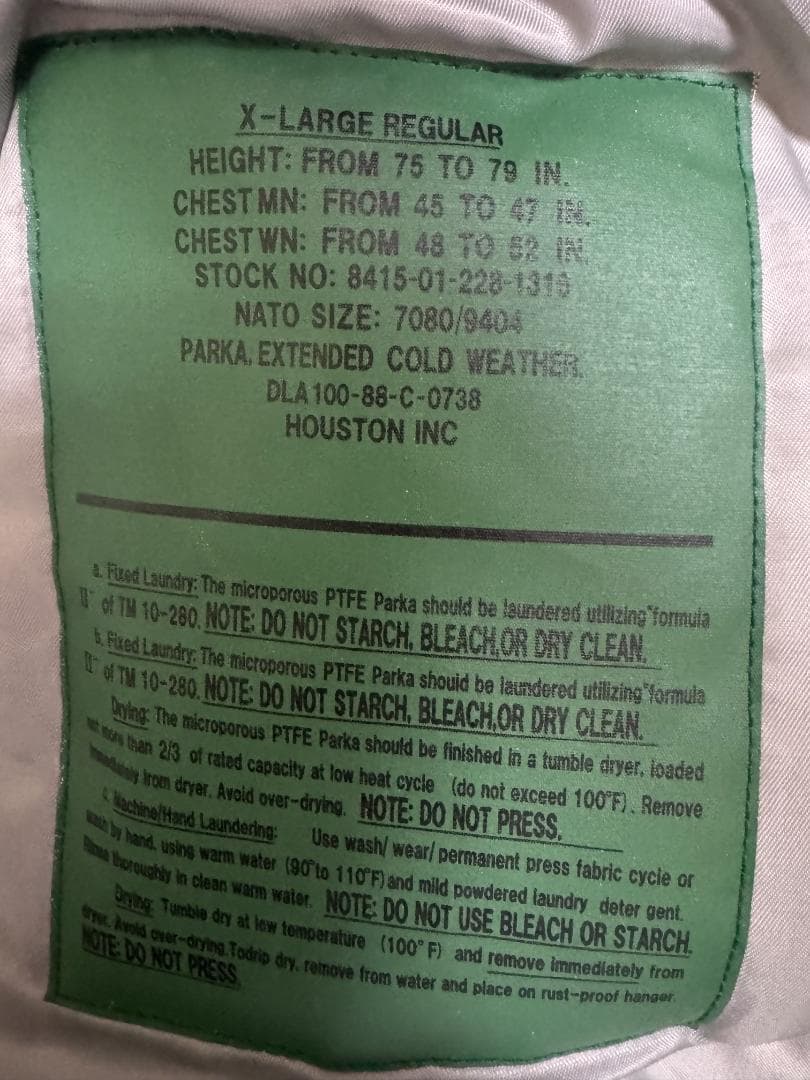 X-LARGE REGULAR
HEIGHT: FROM 75 TO 79 IN.
CHEST MN: FROM 45 TO 47 IN.
CHEST WN: FROM 48 TO 52 IN.
STOCK NO: 8415-01-228-1316
NATO SIZE: 7080/9404
PARKA, EXTENDED COLD WEATHER.
DLA100-88-C-0738
HOUSTON INC
a. Fixed Laundry: The microporous PTFE Parka should be laundered utilizing "formula
II" of TM 10-280. NOTE: DO NOT STARCH, BLEACH,OR DRY CLEAN.
b. Fixed Laundry: The microporous PTFE Parka should be laundered utilizing "formula
II" of TM 10-280. NOTE: DO NOT STARCH, BLEACH,OR DRY CLEAN.
Drying: The microporous PTFE Parka should be finished in a tumble dryer, loaded
not more than 2/3 of rated capacity at low heat cycle (do not exceed 100°F). Remove
immediately from dryer. Avoid over-drying. NOTE: DO NOT PRESS.
c. Machine/Hand Laundering: Use wash/ wear/ permanent press fabric cycle or
wash by hand, using warm water (90°to 110°F) and mild powdered laundry deter gent.
Rinse thoroughly in clean warm water. NOTE: DO NOT USE BLEACH OR STARCH.
Drying: Tumble dry at low temperature (100°F) and remove immediately from
dryer. Avoid over-drying. Todrip dry, remove from water and place on rust-proof hanger.
NOTE: DO NOT PRESS.